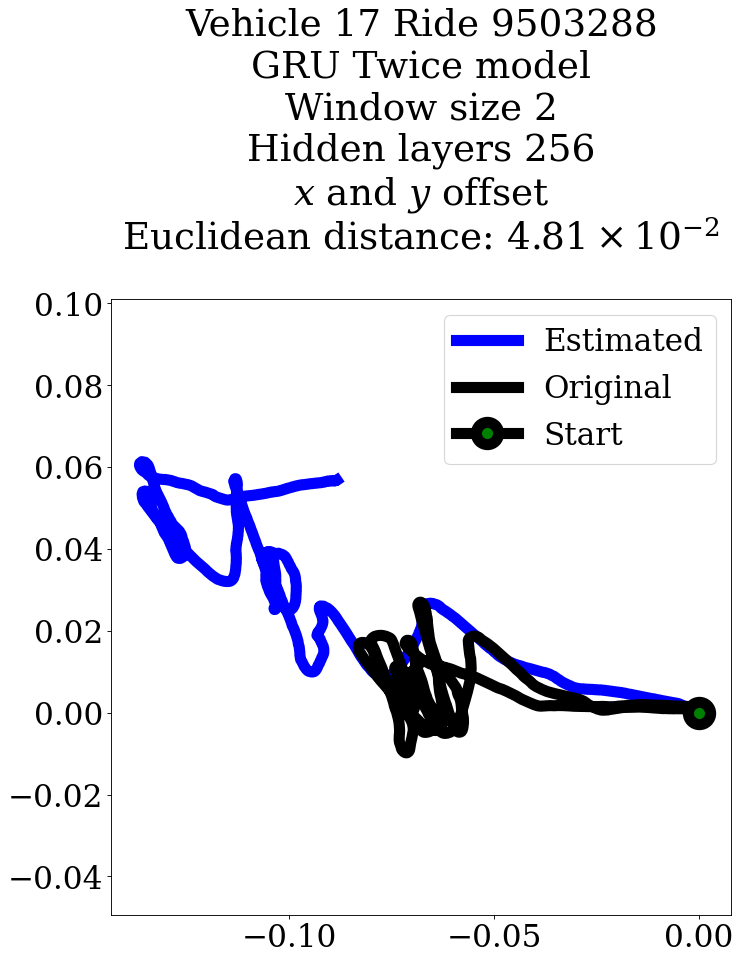 Vehicle 17 Ride 9503288
GRU Twice model
Window size 2
Hidden layers 256
x and y offset
Euclidean distance: 4.81 × 10⁻²
0.10
0.08
0.06
0.04
0.02
0.00
−0.02
−0.04
Estimated
Original
Start
−0.10
−0.05
0.00